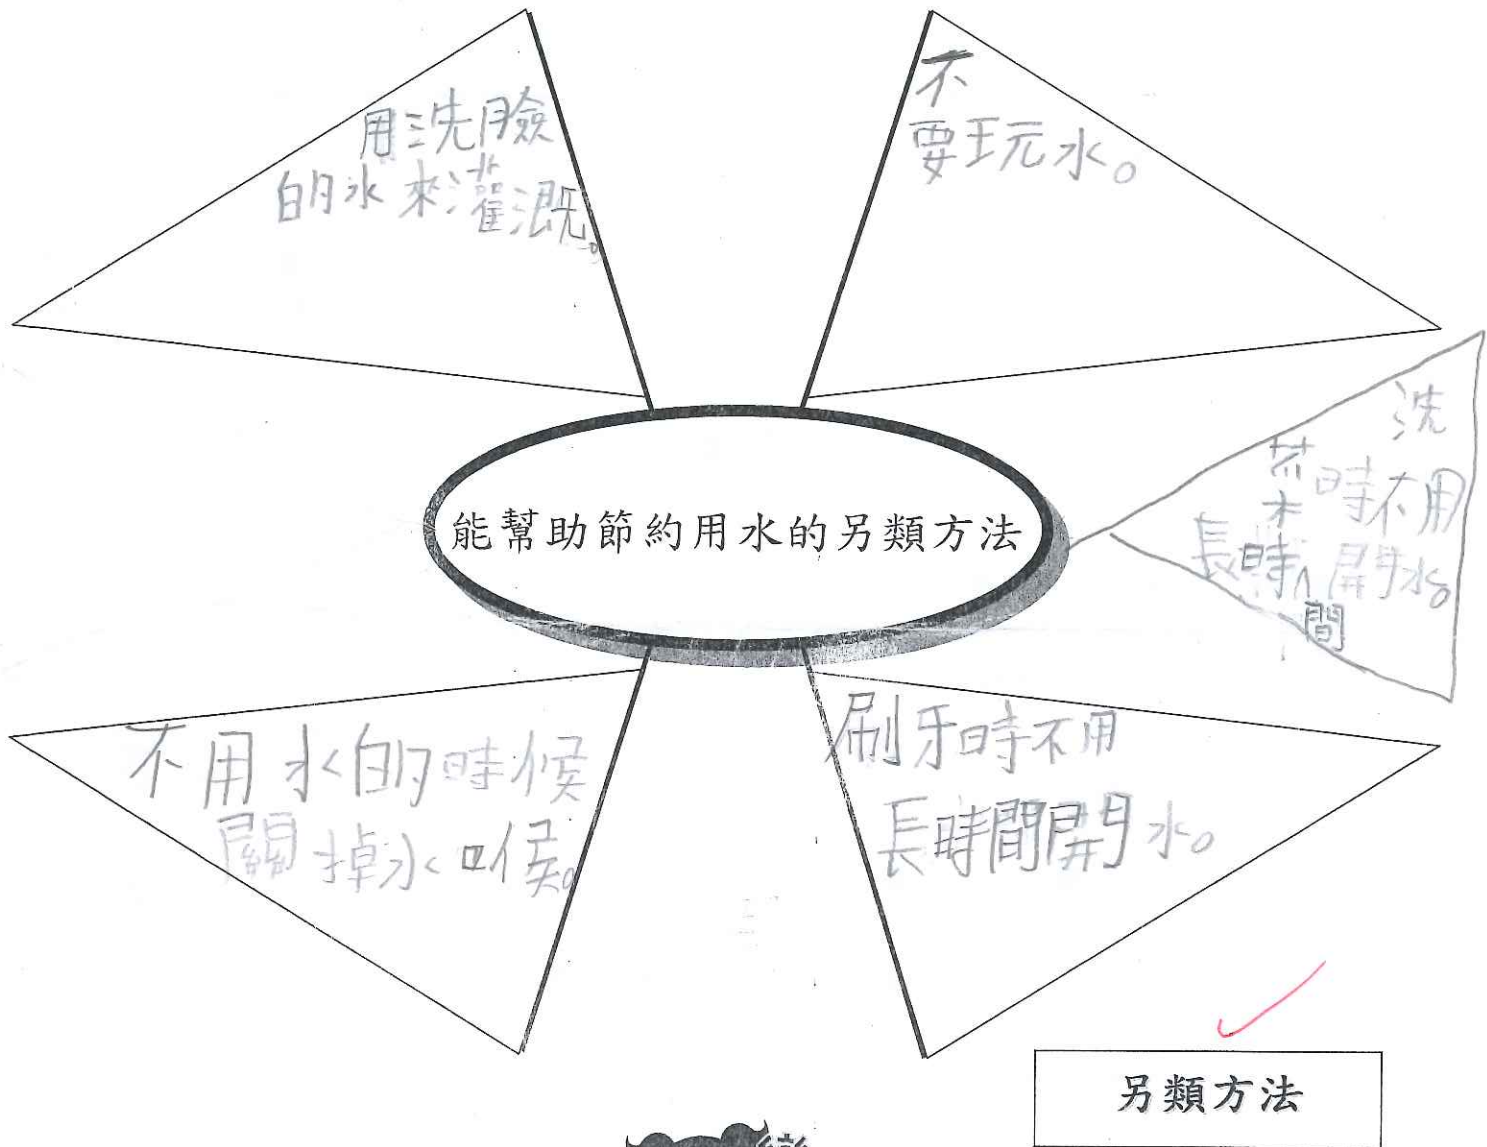 用洗臉
的水來灌溉。
不
要玩水。
能幫助節約用水的另類方法
洗
菜時不用
長時間開水。
不用水的時候
關掉水喉。
刷牙時不用
長時間開水。
另類方法